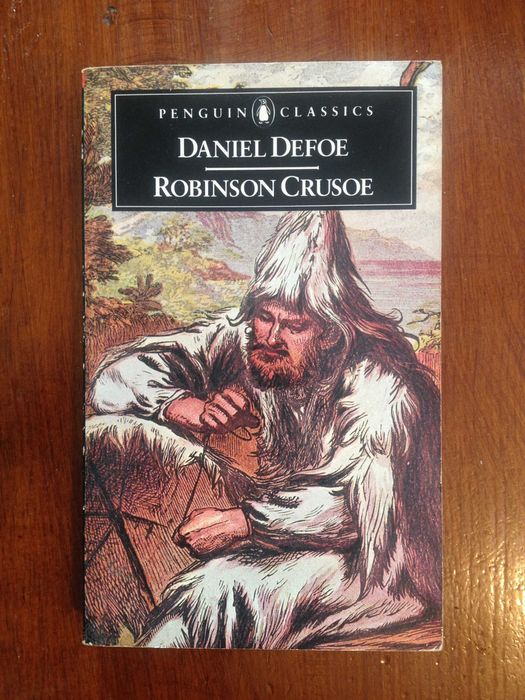 PENGUIN CLASSICS
DANIEL DEFOE
ROBINSON CRUSOE